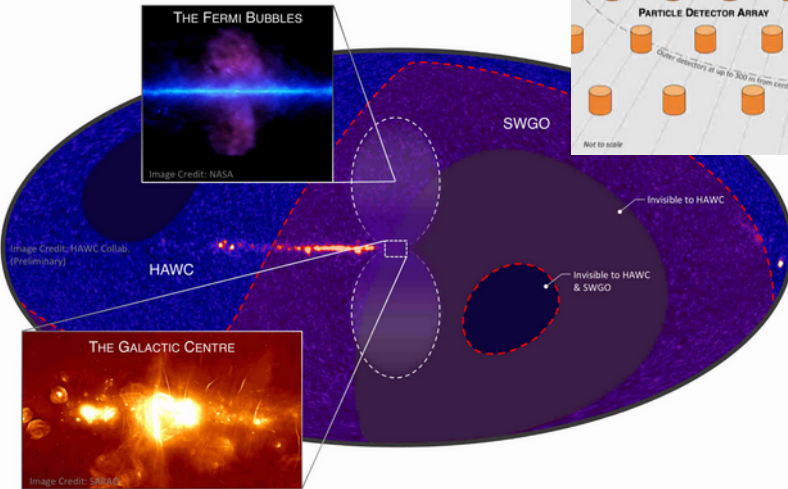 THE FERMI BUBBLES
Image Credit: NASA
PARTICLE DETECTOR ARRAY
Outer detectors at up to 300 m from cent
Not to scale
SWGO
Invisible to HAWC
Image Credit: HAWC Collab.
(Preliminary)
HAWC
Invisible to HAWC
& SWGO
THE GALACTIC CENTRE
Image Credit: